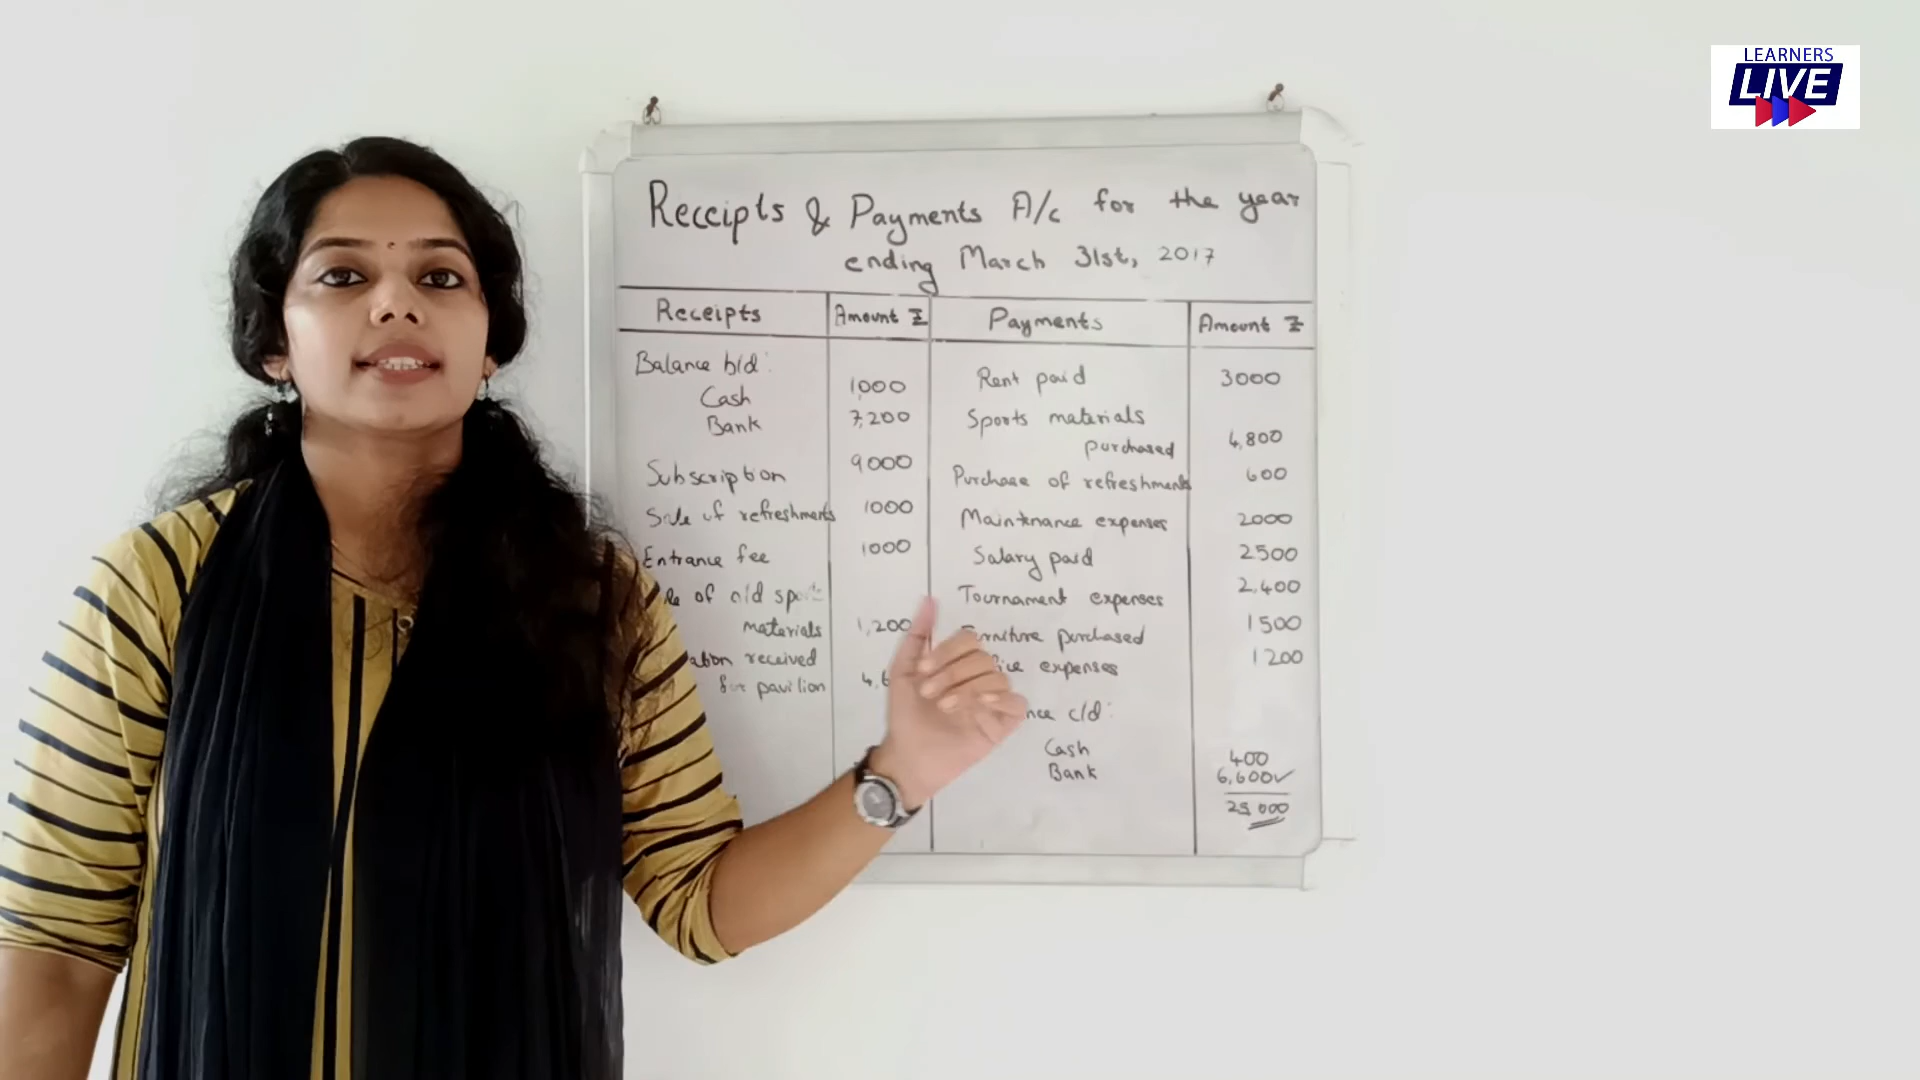 LEARNERS
LIVE
Receipts & Payments A/c for the year
ending March 31st, 2017
Receipts Amount ₹ Payments Amount ₹
Balance b/d:
Cash 1,000
Bank 7,200
Subscription 9000
Sale of refreshments 1000
Entrance fee 1000
of old
materials 1,200
received
for pavilion
Rent paid 3000
Sports materials
purchased 4,800
Purchase of refreshments 600
Maintenance expenses 2000
Salary paid 2500
Tournament expenses 2,400
purchased 1500
expenses 1200
c/d:
Cash 400
Bank 6,600✓
25,000